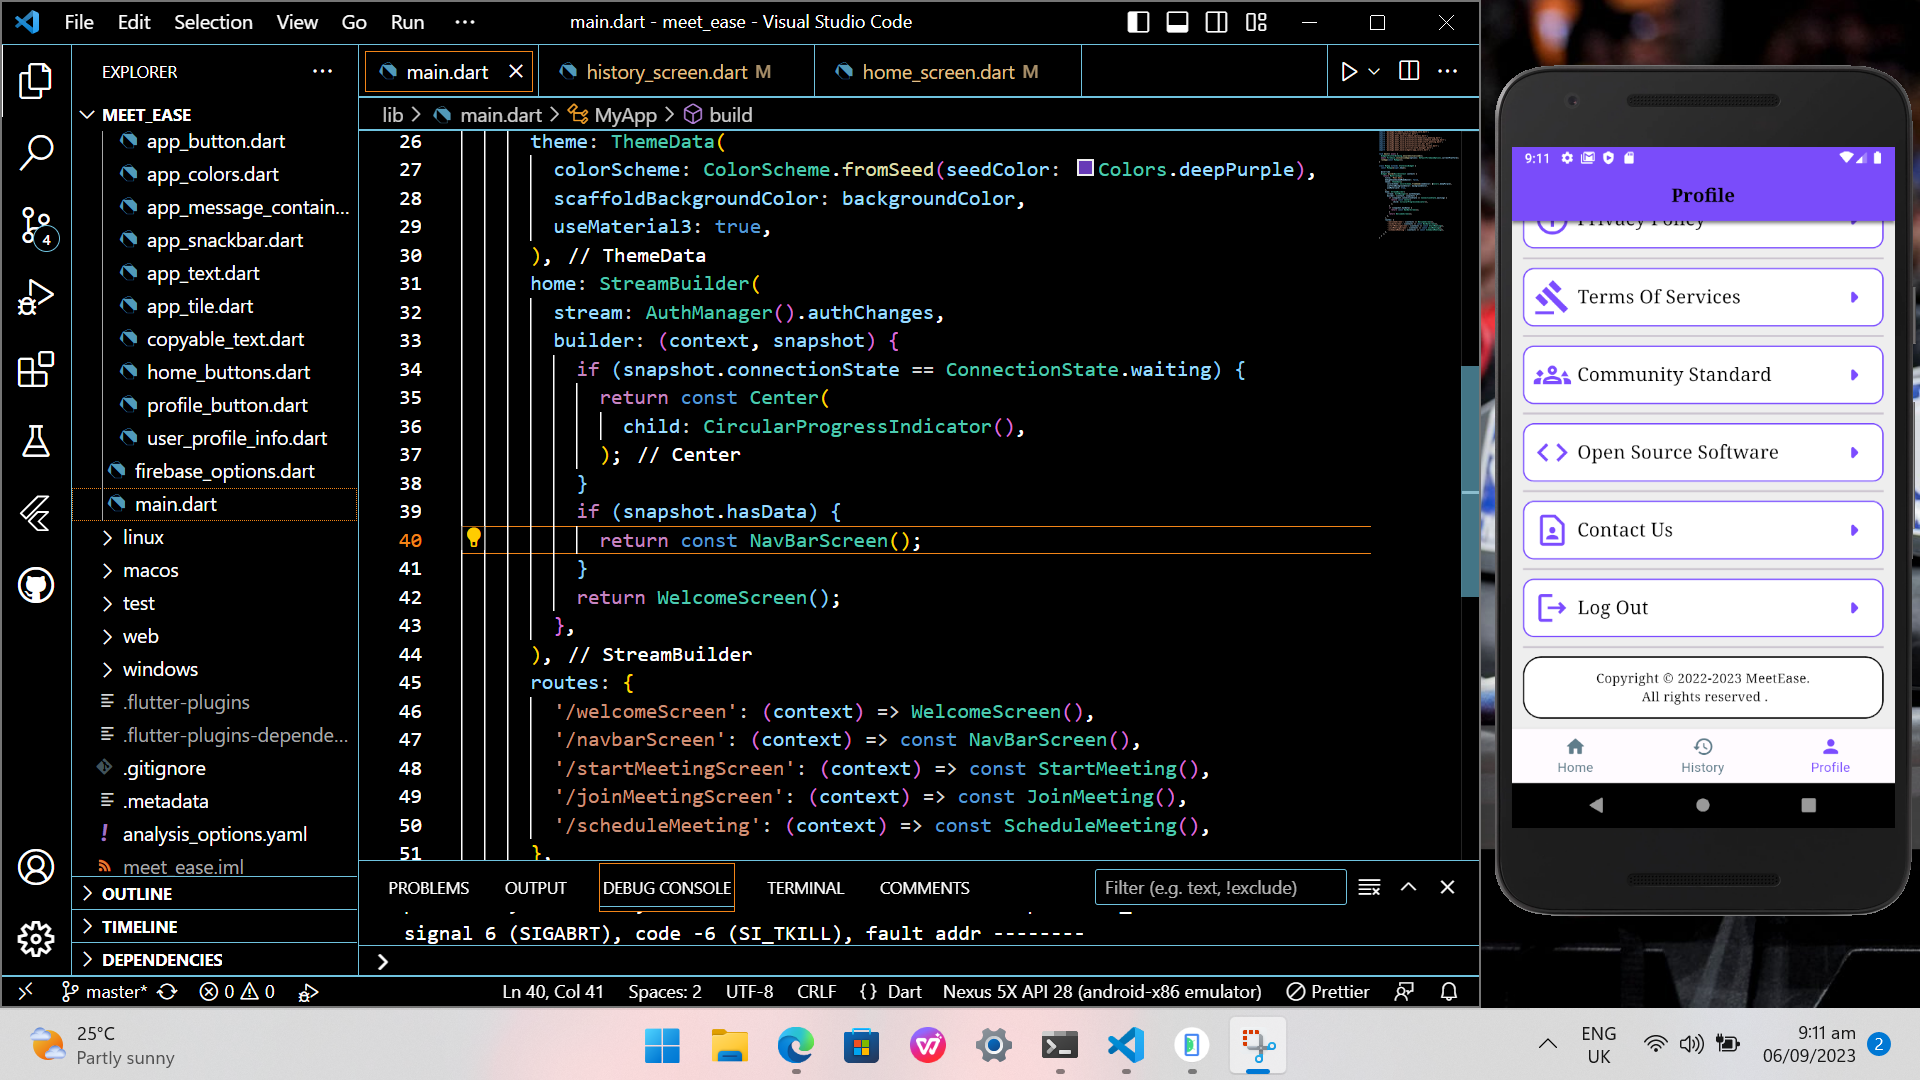 File Edit Selection View Go Run ···
main.dart - meet_ease - Visual Studio Code
EXPLORER
MEET_EASE
app_button.dart
app_colors.dart
app_message_contain...
app_snackbar.dart
app_text.dart
app_tile.dart
copyable_text.dart
home_buttons.dart
profile_button.dart
user_profile_info.dart
firebase_options.dart
main.dart
linux
macos
test
web
windows
.flutter-plugins
.flutter-plugins-depende...
.gitignore
.metadata
analysis_options.yaml
meet_ease.iml
OUTLINE
TIMELINE
DEPENDENCIES
4
main.dart
history_screen.dart M
home_screen.dart M
lib > main.dart > MyApp > build
26 theme: ThemeData(
27 colorScheme: ColorScheme.fromSeed(seedColor: Colors.deepPurple),
28 scaffoldBackgroundColor: backgroundColor,
29 useMaterial3: true,
30 ), // ThemeData
31 home: StreamBuilder(
32 stream: AuthManager().authChanges,
33 builder: (context, snapshot) {
34 if (snapshot.connectionState == ConnectionState.waiting) {
35 return const Center(
36 child: CircularProgressIndicator(),
37 ); // Center
38 }
39 if (snapshot.hasData) {
40 return const NavBarScreen();
41 }
42 return WelcomeScreen();
43 },
44 ), // StreamBuilder
45 routes: {
46 '/welcomeScreen': (context) => WelcomeScreen(),
47 '/navbarScreen': (context) => const NavBarScreen(),
48 '/startMeetingScreen': (context) => const StartMeeting(),
49 '/joinMeetingScreen': (context) => const JoinMeeting(),
50 '/scheduleMeeting': (context) => const ScheduleMeeting(),
51 },
PROBLEMS OUTPUT DEBUG CONSOLE TERMINAL COMMENTS
Filter (e.g. text, !exclude)
signal 6 (SIGABRT), code -6 (SI_TKILL), fault addr --------
master* 0 0
Ln 40, Col 41 Spaces: 2 UTF-8 CRLF {} Dart Nexus 5X API 28 (android-x86 emulator) Prettier
9:11
Profile
Privacy Policy
Terms Of Services
Community Standard
Open Source Software
Contact Us
Log Out
Copyright © 2022-2023 MeetEase.
All rights reserved .
Home History Profile
25°C
Partly sunny
ENG
UK
9:11 am
06/09/2023
2